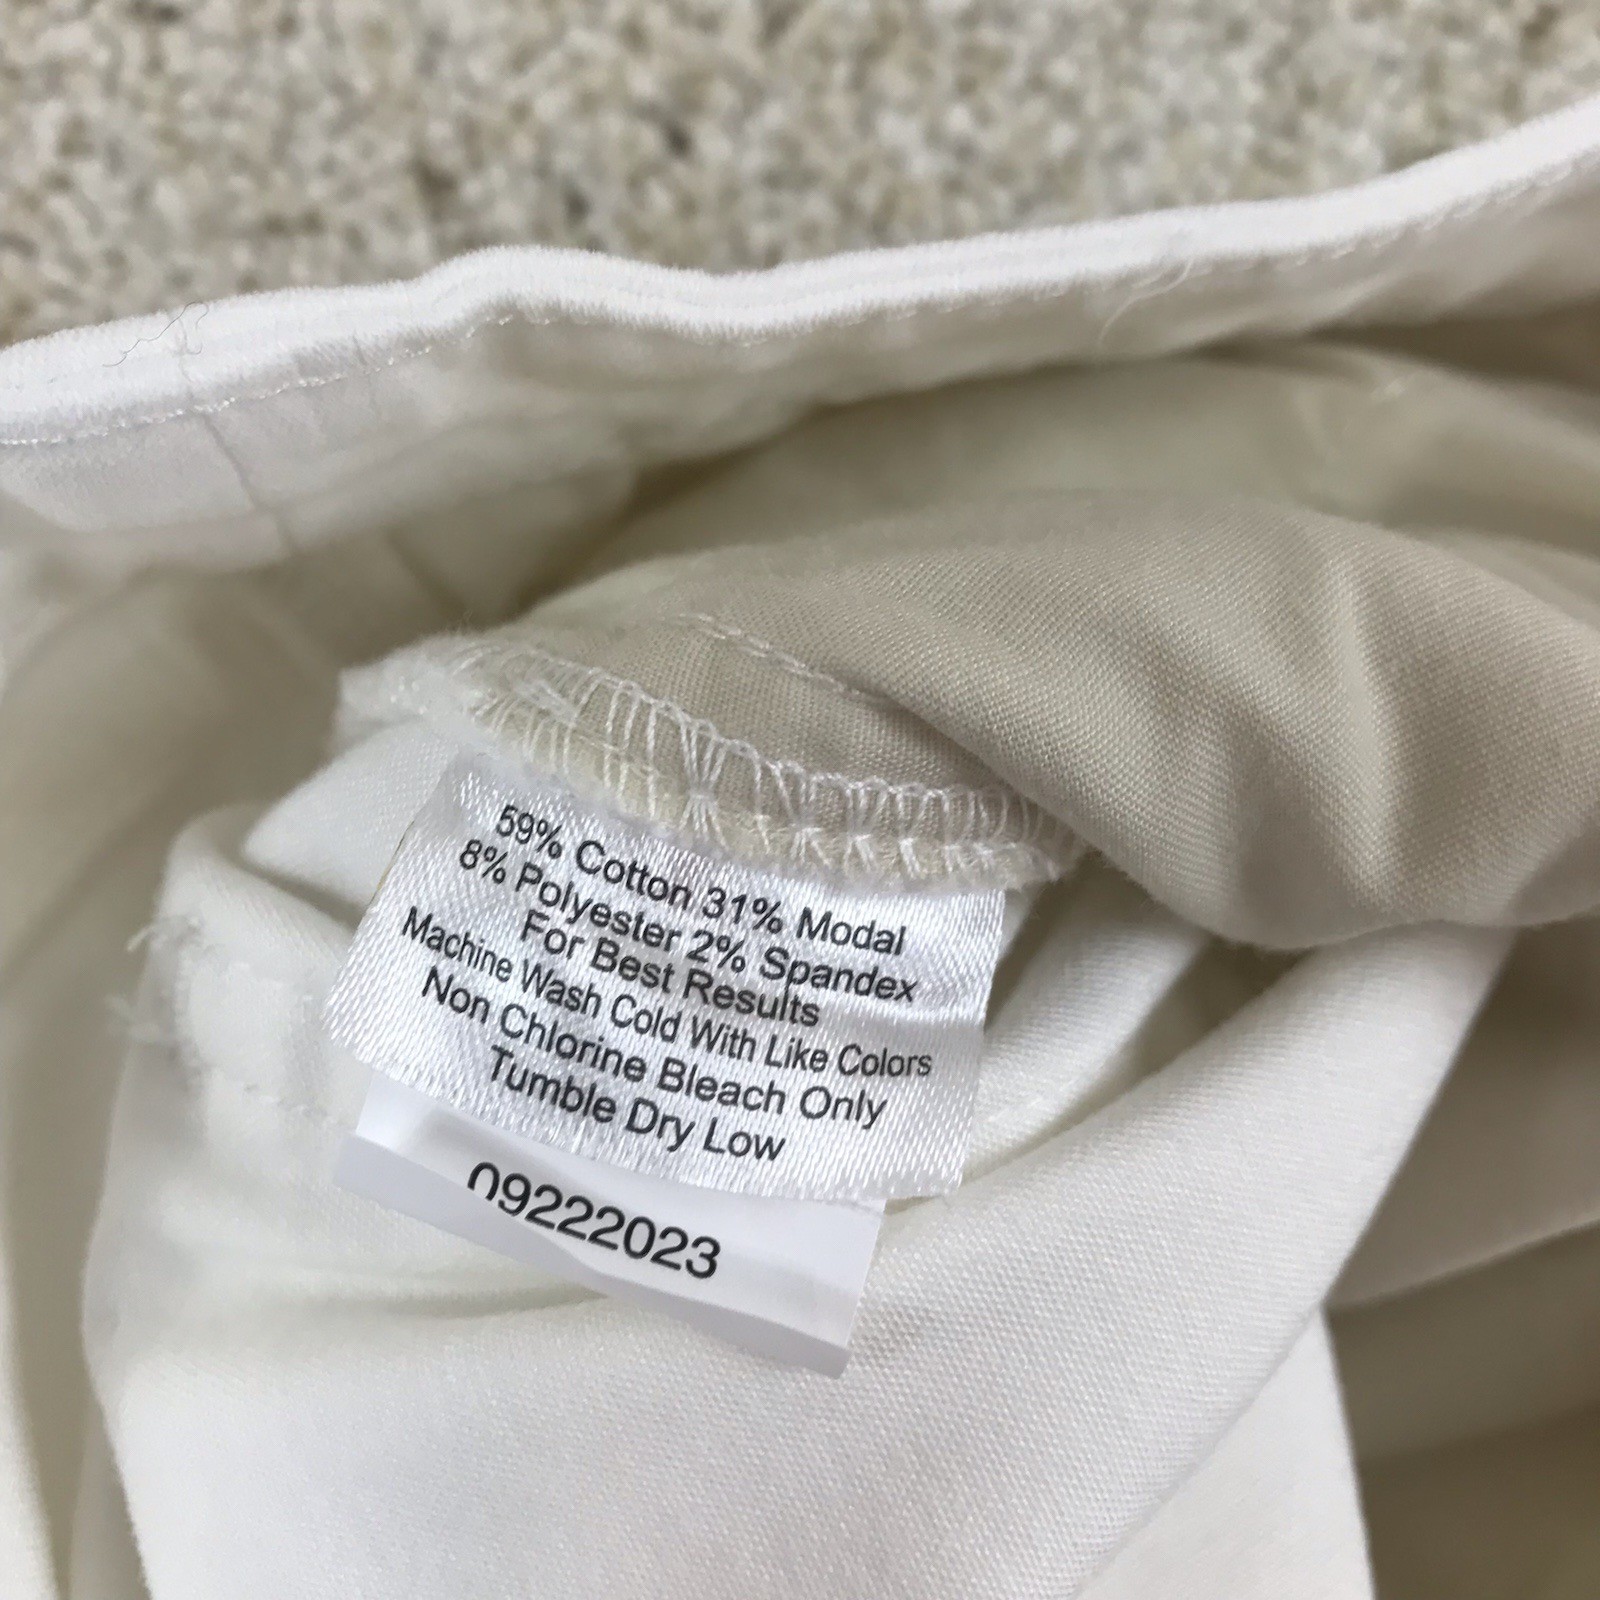 59% Cotton 31% Modal
8% Polyester 2% Spandex
For Best Results
Machine Wash Cold With Like Colors
Non Chlorine Bleach Only
Tumble Dry Low
09222023